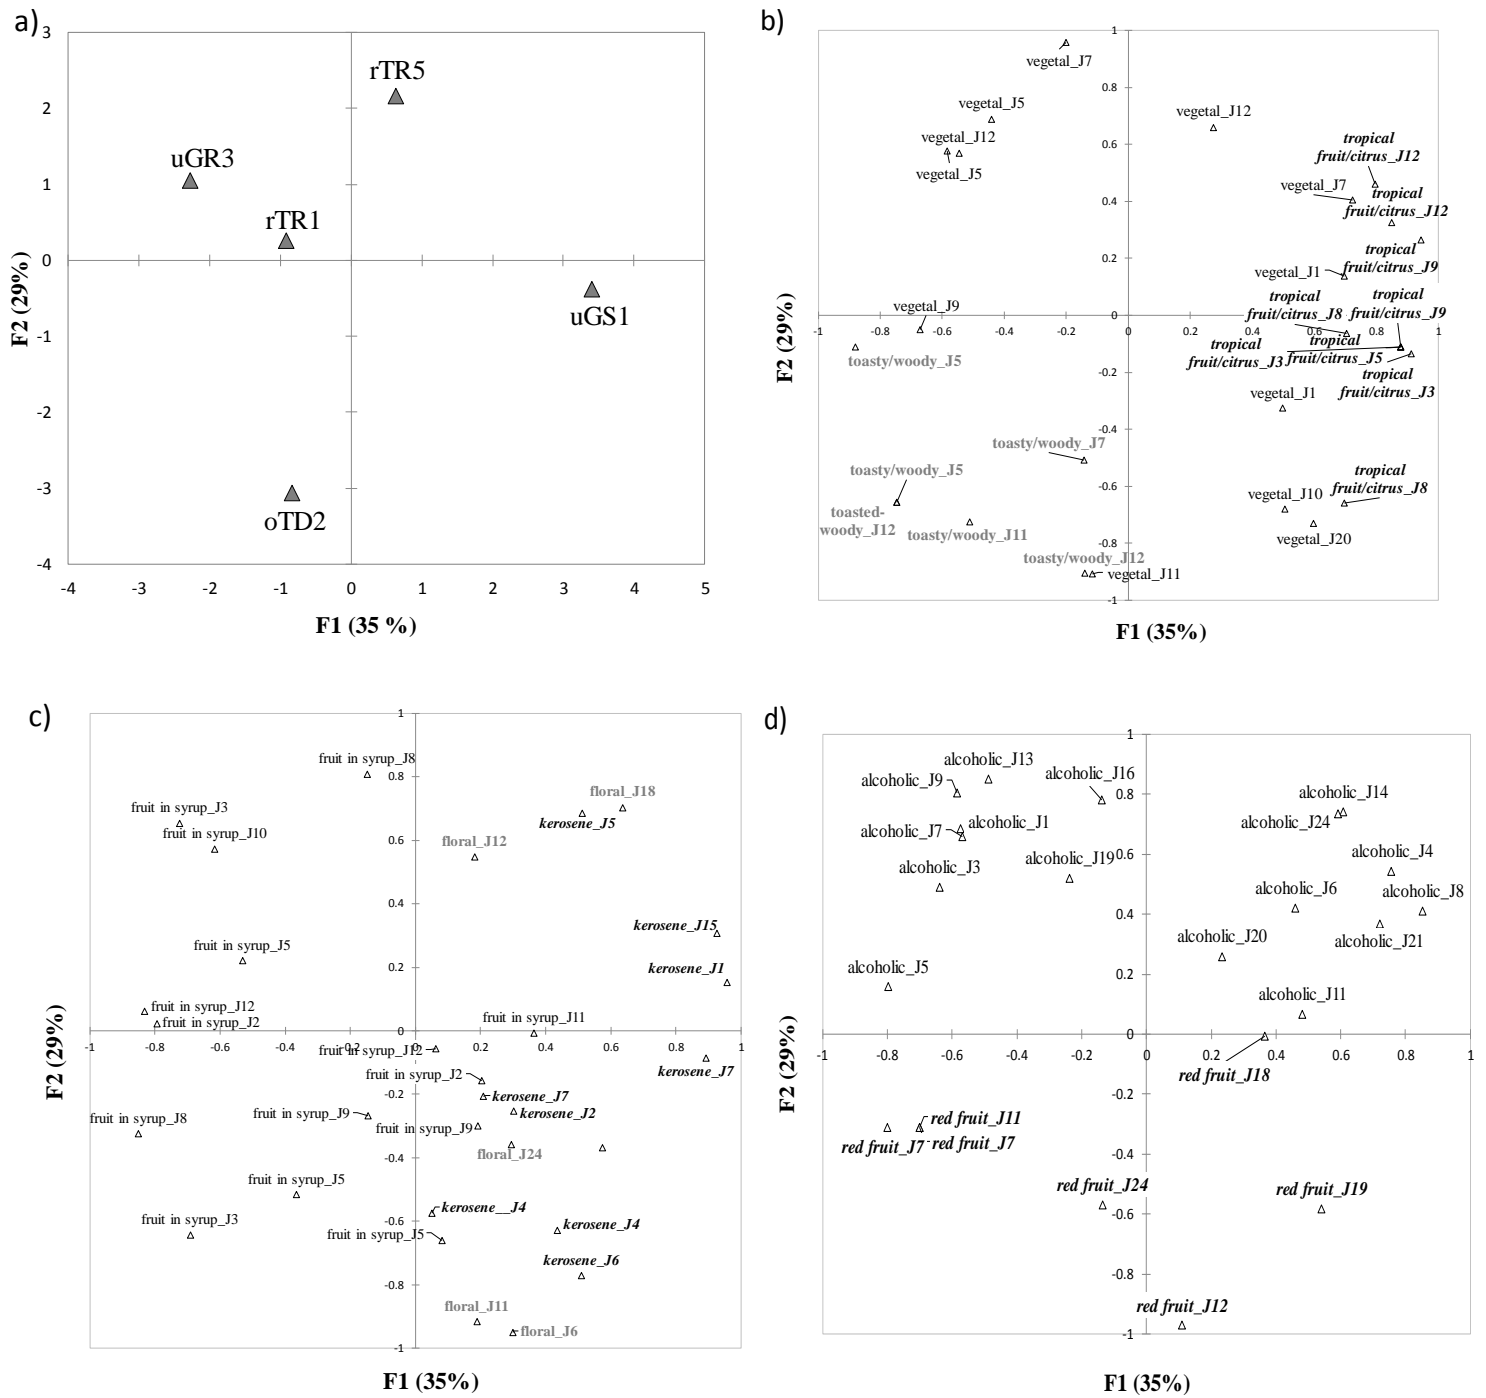 a)
3
rTR5
2
uGR3
1
rTR1
0
uGS1
-1
-2
-3
oTD2
-4
-4 -3 -2 -1 0 1 2 3 4 5
F2 (29%)
F1 (35 %)
b)
1
vegetal_J7
0.8
vegetal_J5
vegetal_J12
vegetal_J12
tropical
fruit/citrus_J12
0.6
vegetal_J5
vegetal_J7
tropical
fruit/citrus_J12
0.4
tropical
fruit/citrus_J9
0.2
vegetal_J1
vegetal_J9
tropical
fruit/citrus_J8
tropical
fruit/citrus_J9
0
-1 -0.8 -0.6 -0.4 -0.2 0 0.2 0.4 0.6 0.8 1
toasty/woody_J5
tropical
fruit/citrus_J3
tropical
fruit/citrus_J5
tropical
fruit/citrus_J3
-0.2
vegetal_J1
-0.4
toasty/woody_J7
toasty/woody_J5
tropical
fruit/citrus_J8
-0.6
vegetal_J10
toasted-
woody_J12
toasty/woody_J11
vegetal_J20
-0.8
toasty/woody_J12
vegetal_J11
-1
F2 (29%)
F1 (35%)
c)
1
fruit in syrup_J8
0.8
floral_J18
fruit in syrup_J3
kerosene_J5
fruit in syrup_J10
floral_J12
0.6
0.4
kerosene_J15
fruit in syrup_J5
kerosene_J1
0.2
fruit in syrup_J12
fruit in syrup_J11
fruit in syrup_J2
0
-1 -0.8 -0.6 -0.4 -0.2 0 0.2 0.4 0.6 0.8 1
fruit in syrup_J12
fruit in syrup_J2
kerosene_J7
-0.2
kerosene_J7
fruit in syrup_J8
fruit in syrup_J9
kerosene_J2
fruit in syrup_J9
floral_J24
-0.4
fruit in syrup_J5
kerosene__J4
fruit in syrup_J3
-0.6
kerosene_J4
fruit in syrup_J5
kerosene_J6
-0.8
floral_J11
floral_J6
-1
F2 (29%)
F1 (35%)
d)
1
alcoholic_J13
alcoholic_J9
alcoholic_J16
0.8
alcoholic_J14
alcoholic_J7
alcoholic_J1
alcoholic_J24
alcoholic_J3
alcoholic_J19
0.6
alcoholic_J4
alcoholic_J6
alcoholic_J8
0.4
alcoholic_J20
alcoholic_J21
alcoholic_J5
0.2
alcoholic_J11
0
-1 -0.8 -0.6 -0.4 -0.2 0 0.2 0.4 0.6 0.8 1
red fruit_J18
-0.2
red fruit_J11
red fruit_J7
red fruit_J7
-0.4
red fruit_J24
red fruit_J19
-0.6
-0.8
red fruit_J12
-1
F2 (29%)
F1 (35%)